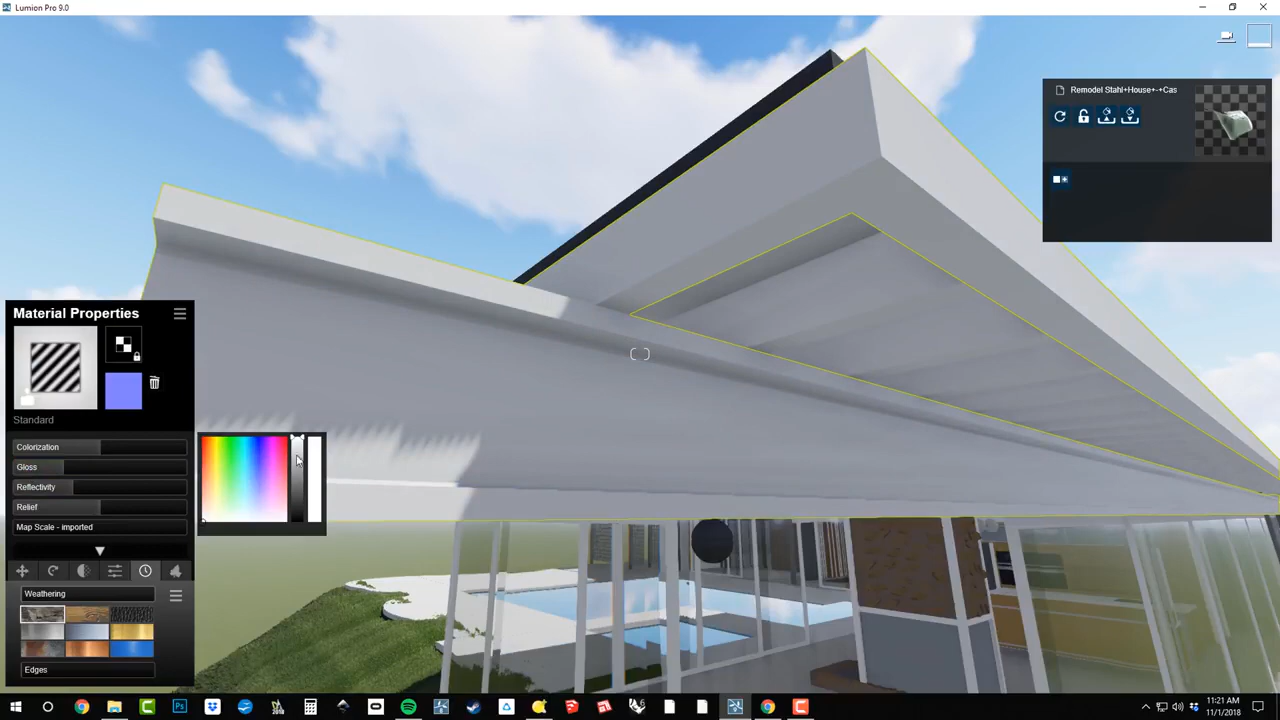 Lumion Pro 9.0
Remodel Stahl+House+-+Cas
Material Properties
Standard
Colorization
Gloss
Reflectivity
Relief
Map Scale - imported
Weathering
Edges
11:21 AM
11/1/2018